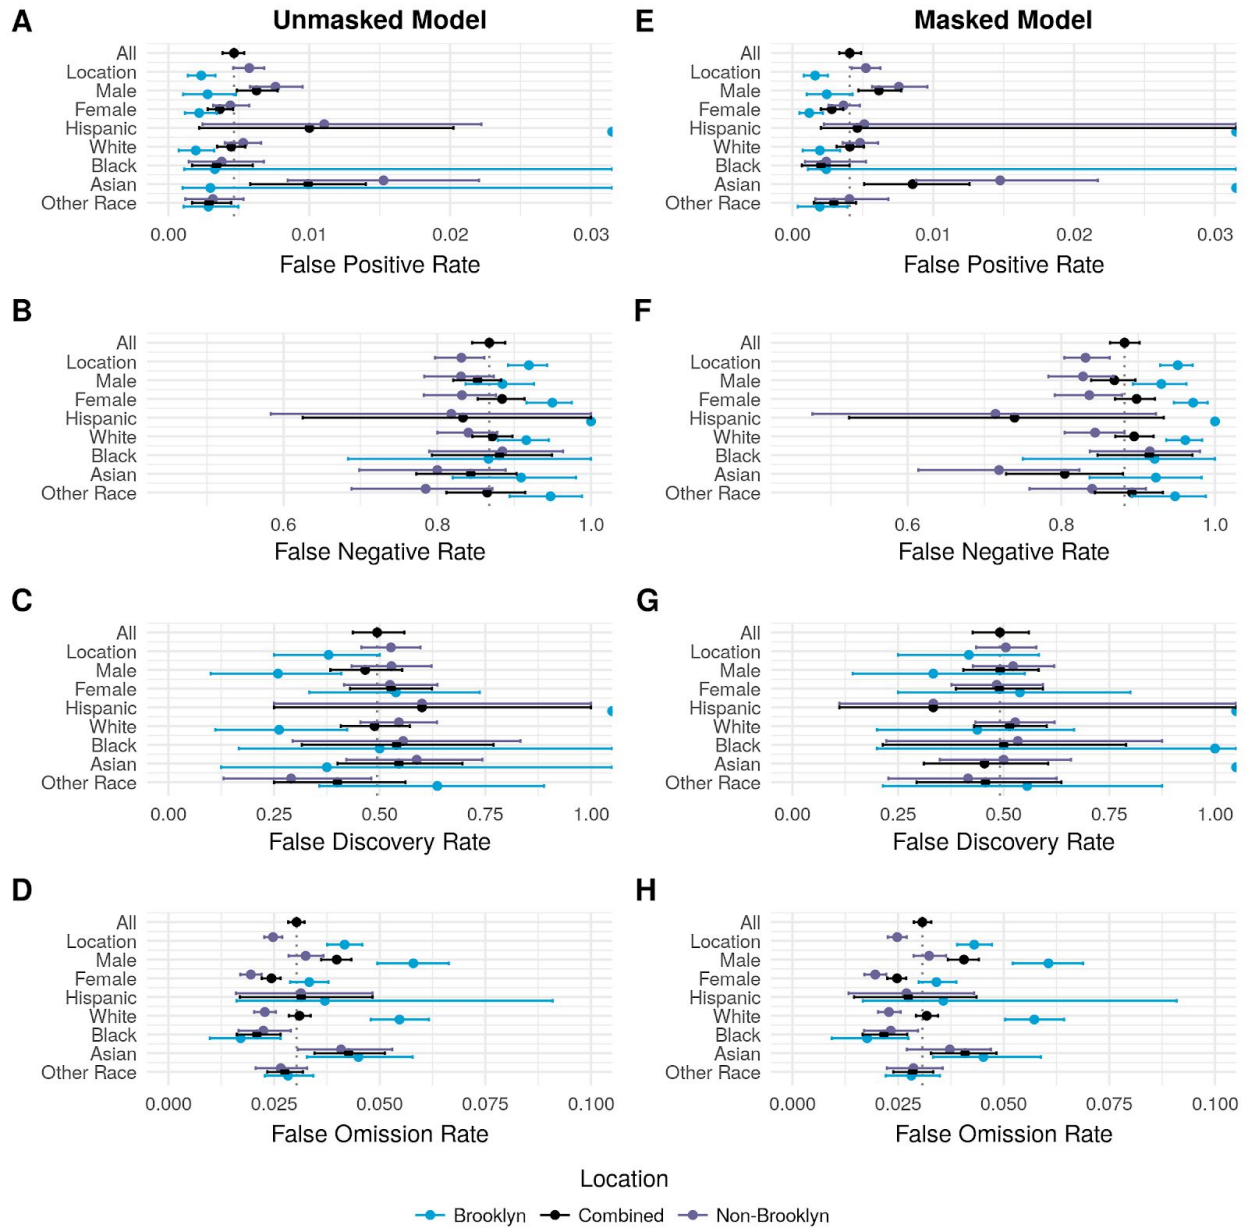 A
Unmasked Model
All
Location
Male
Female
Hispanic
White
Black
Asian
Other Race
0.00 0.01 0.02 0.03
False Positive Rate
E
Masked Model
All
Location
Male
Female
Hispanic
White
Black
Asian
Other Race
0.00 0.01 0.02 0.03
False Positive Rate
B
All
Location
Male
Female
Hispanic
White
Black
Asian
Other Race
0.6 0.8 1.0
False Negative Rate
F
All
Location
Male
Female
Hispanic
White
Black
Asian
Other Race
0.6 0.8 1.0
False Negative Rate
C
All
Location
Male
Female
Hispanic
White
Black
Asian
Other Race
0.00 0.25 0.50 0.75 1.00
False Discovery Rate
G
All
Location
Male
Female
Hispanic
White
Black
Asian
Other Race
0.00 0.25 0.50 0.75 1.00
False Discovery Rate
D
All
Location
Male
Female
Hispanic
White
Black
Asian
Other Race
0.000 0.025 0.050 0.075 0.100
False Omission Rate
H
All
Location
Male
Female
Hispanic
White
Black
Asian
Other Race
0.000 0.025 0.050 0.075 0.100
False Omission Rate
Location
Brooklyn Combined Non-Brooklyn